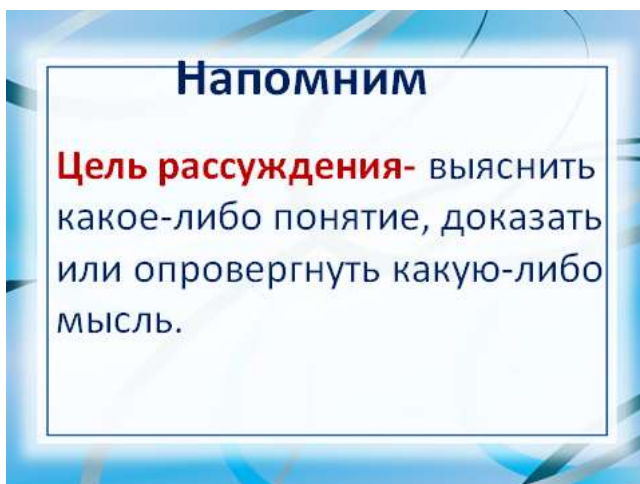 Напомним
Цель рассуждения- выяснить
какое-либо понятие, доказать
или опровергнуть какую-либо
мысль.